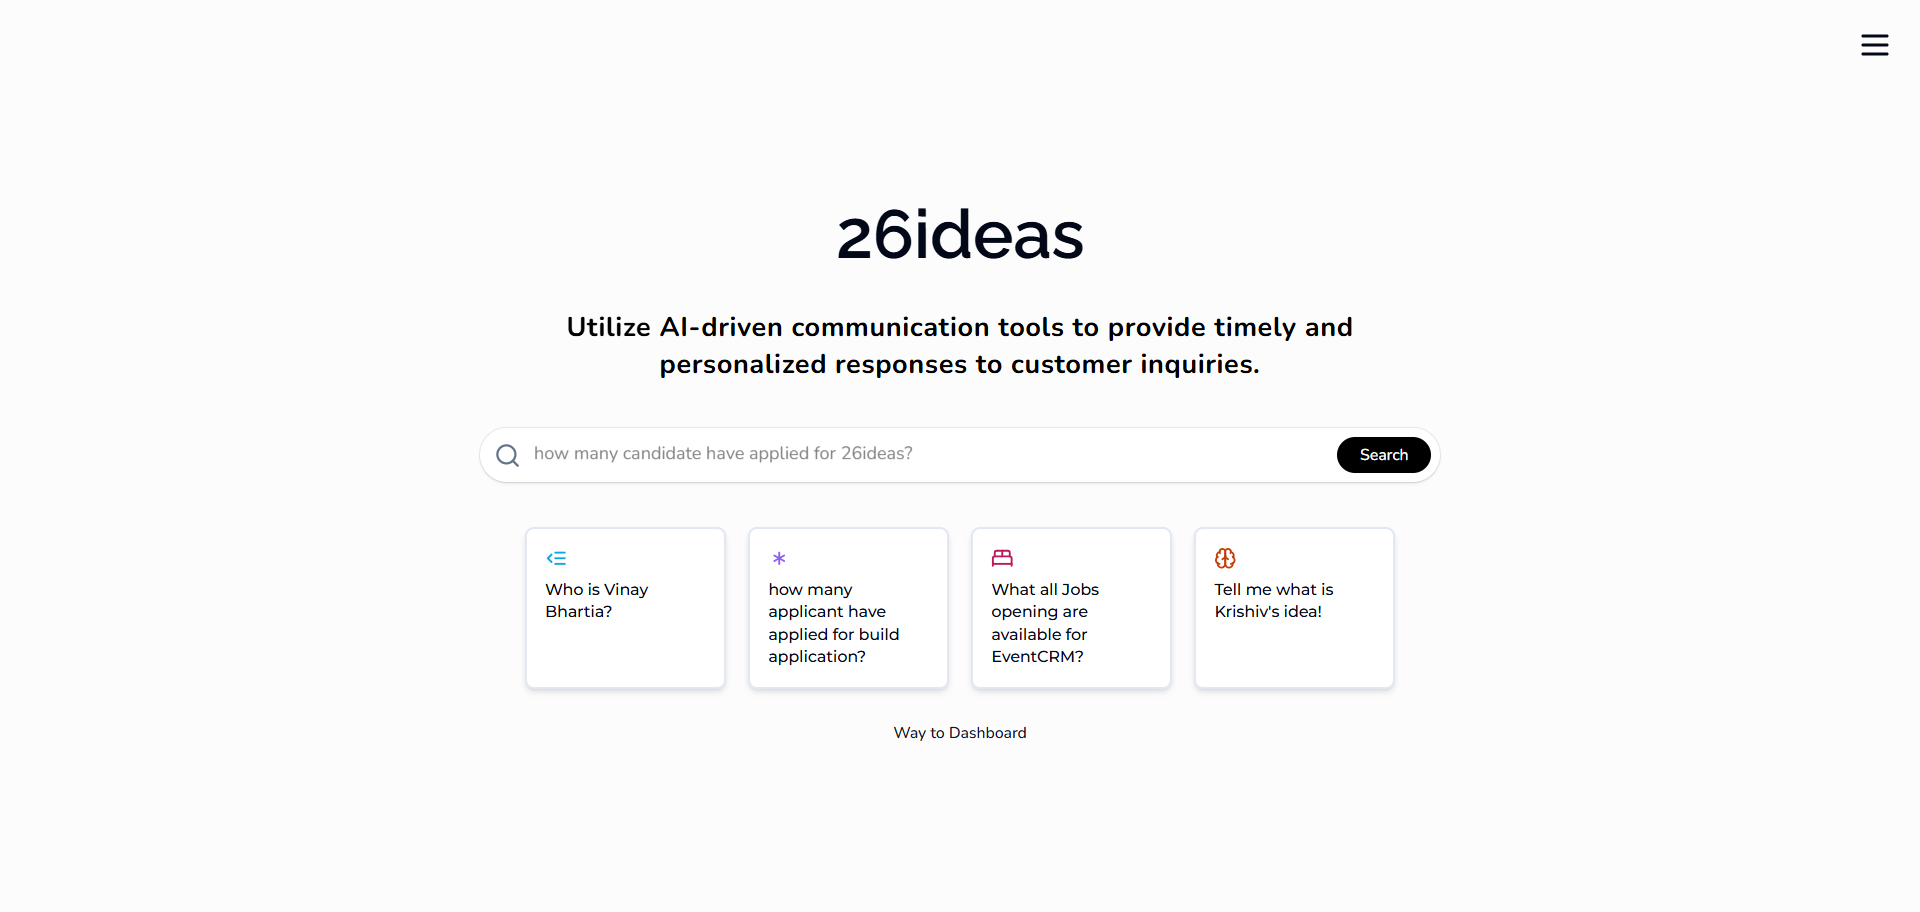 26ideas
Utilize AI-driven communication tools to provide timely and
personalized responses to customer inquiries.
how many candidate have applied for 26ideas?
Search
Who is Vinay
Bhartia?
how many
applicant have
applied for build
application?
What all Jobs
opening are
available for
EventCRM?
Tell me what is
Krishiv's idea!
Way to Dashboard